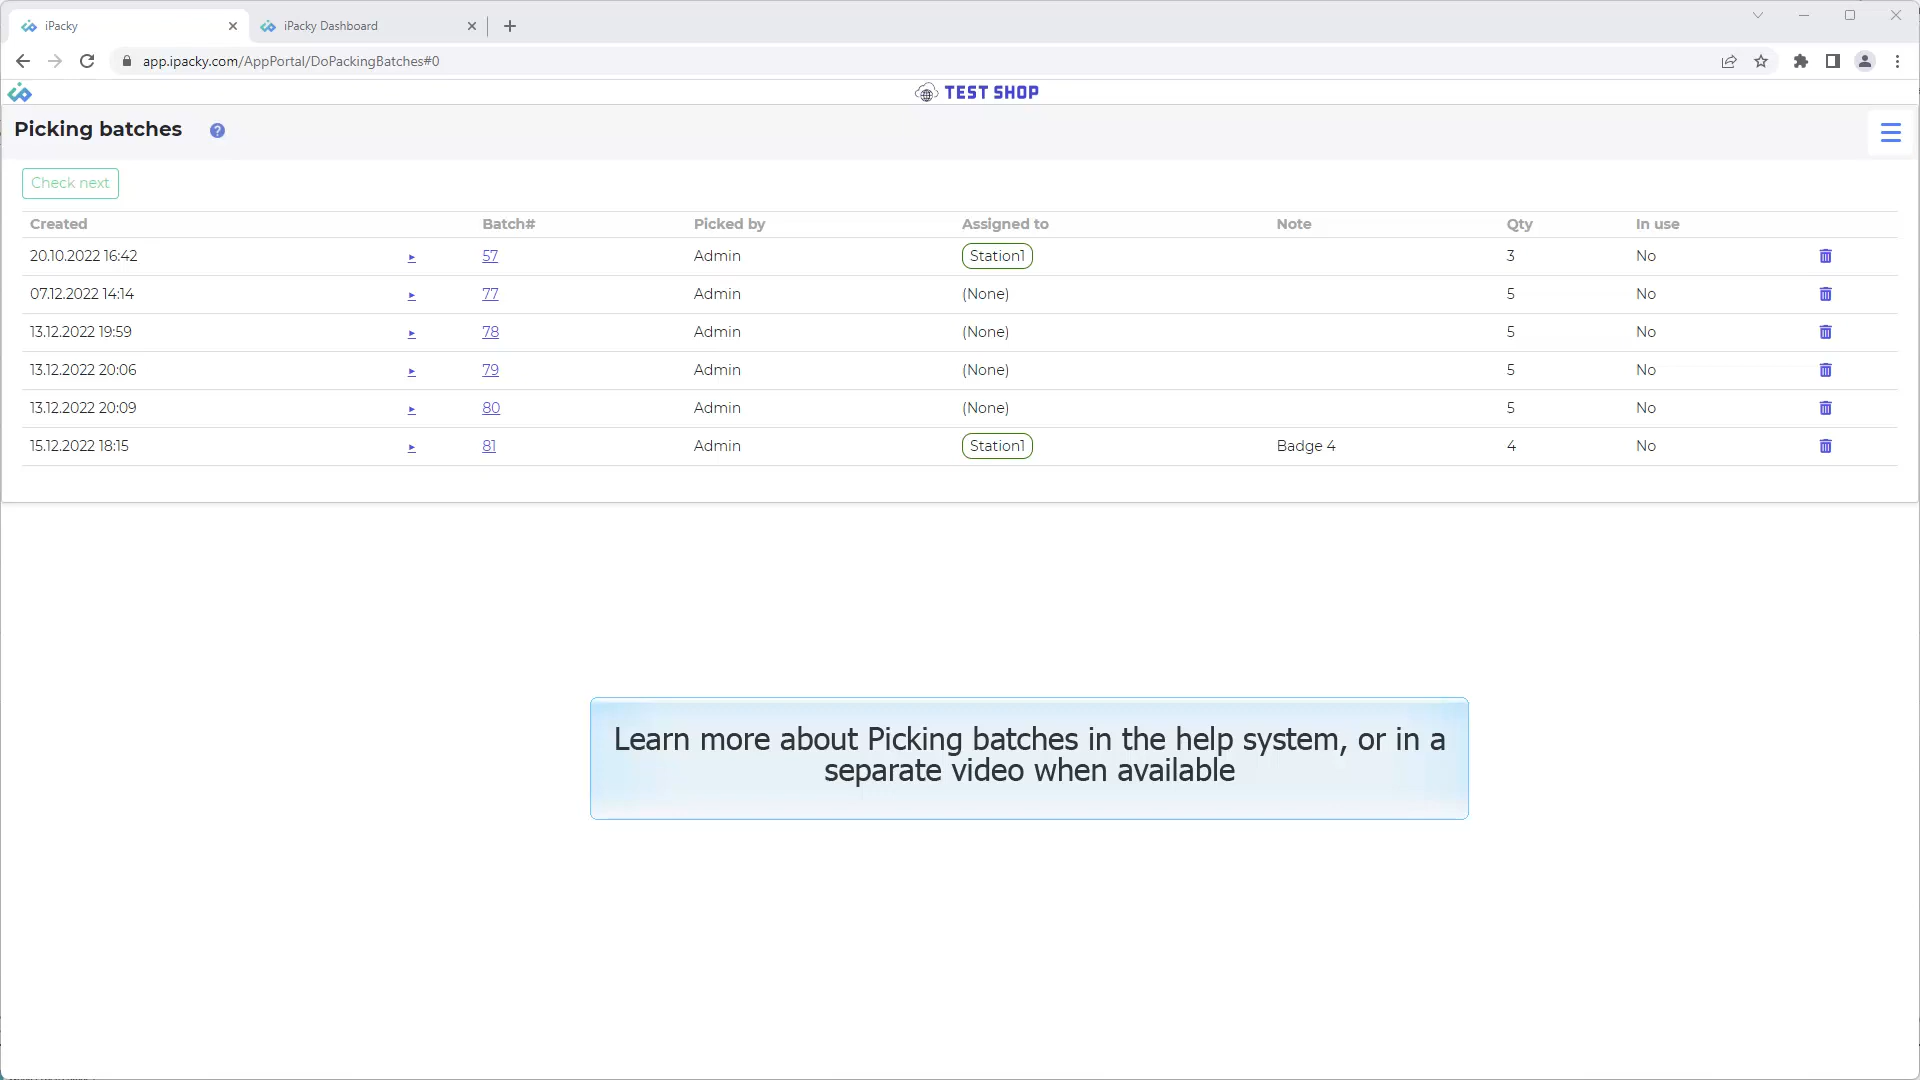 iPacky
iPacky Dashboard
app.ipacky.com/AppPortal/DoPackingBatches#0
TEST SHOP
Picking batches ?
Check next
Created Batch# Picked by Assigned to Note Qty In use
20.10.2022 16:42 57 Admin Station1 3 No
07.12.2022 14:14 77 Admin (None) 5 No
13.12.2022 19:59 78 Admin (None) 5 No
13.12.2022 20:06 79 Admin (None) 5 No
13.12.2022 20:09 80 Admin (None) 5 No
15.12.2022 18:15 81 Admin Station1 Badge 4 4 No
Learn more about Picking batches in the help system, or in a
separate video when available